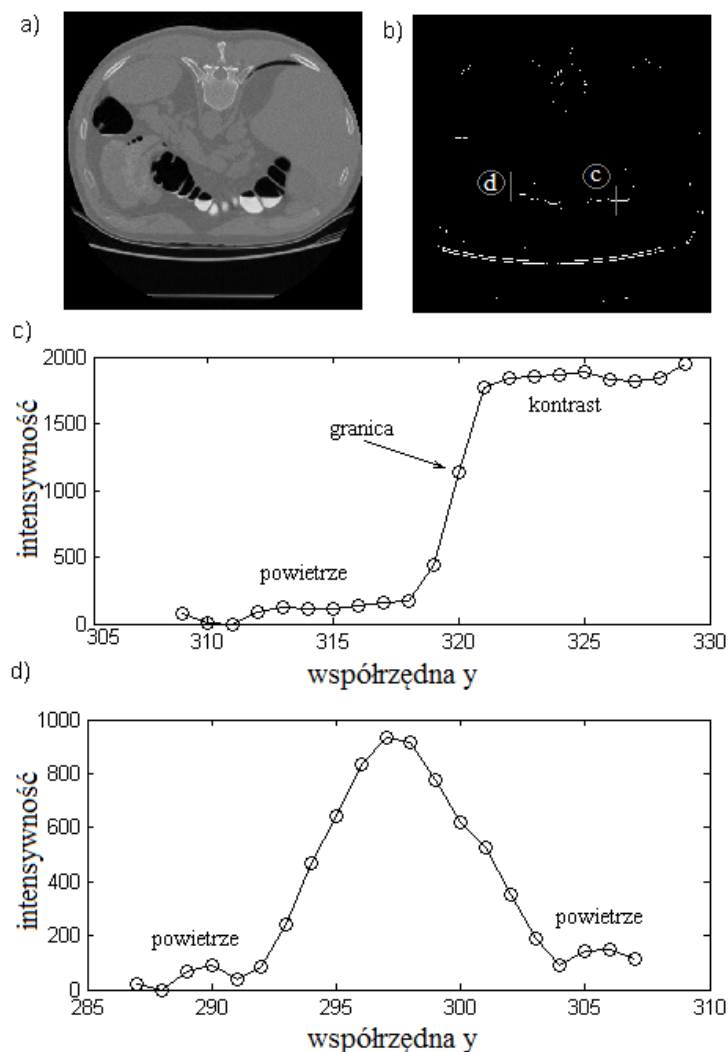 a)
b)
d
c
c)
2000
1500
1000
500
0
intensywność
granica
kontrast
powietrze
305
310
315
320
325
330
współrzędna y
d)
1000
800
600
400
200
0
intensywność
powietrze
powietrze
285
290
295
300
305
310
współrzędna y